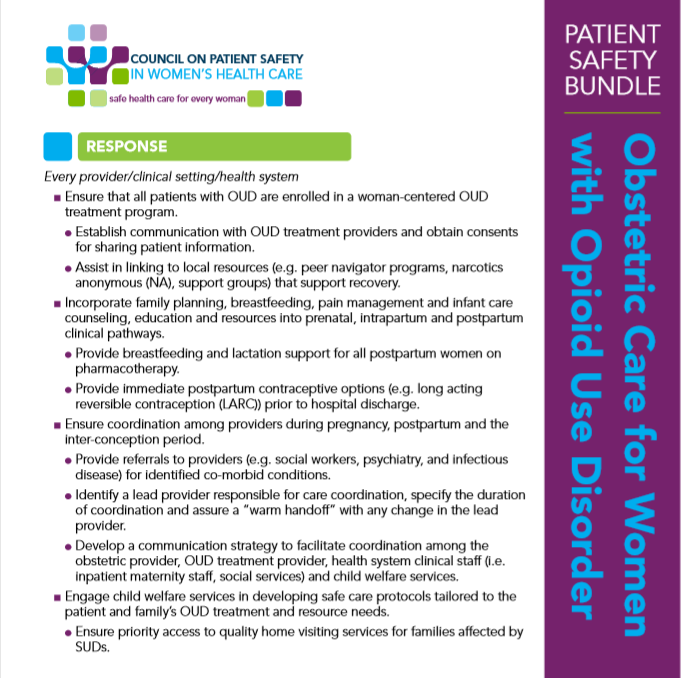 COUNCIL ON PATIENT SAFETY
IN WOMEN'S HEALTH CARE
safe health care for every woman
RESPONSE
Every provider/clinical setting/health system
Ensure that all patients with OUD are enrolled in a woman-centered OUD
treatment program.
Establish communication with OUD treatment providers and obtain consents
for sharing patient information.
Assist in linking to local resources (e.g. peer navigator programs, narcotics
anonymous (NA), support groups) that support recovery.
Incorporate family planning, breastfeeding, pain management and infant care
counseling, education and resources into prenatal, intrapartum and postpartum
clinical pathways.
Provide breastfeeding and lactation support for all postpartum women on
pharmacotherapy.
Provide immediate postpartum contraceptive options (e.g. long acting
reversible contraception (LARC)) prior to hospital discharge.
Ensure coordination among providers during pregnancy, postpartum and the
inter-conception period.
Provide referrals to providers (e.g. social workers, psychiatry, and infectious
disease) for identified co-morbid conditions.
Identify a lead provider responsible for care coordination, specify the duration
of coordination and assure a "warm handoff" with any change in the lead
provider.
Develop a communication strategy to facilitate coordination among the
obstetric provider, OUD treatment provider, health system clinical staff (i.e.
inpatient maternity staff, social services) and child welfare services.
Engage child welfare services in developing safe care protocols tailored to the
patient and family's OUD treatment and resource needs.
Ensure priority access to quality home visiting services for families affected by
SUDs.
PATIENT
SAFETY
BUNDLE
Obstetric Care for Women
with Opioid Use Disorder